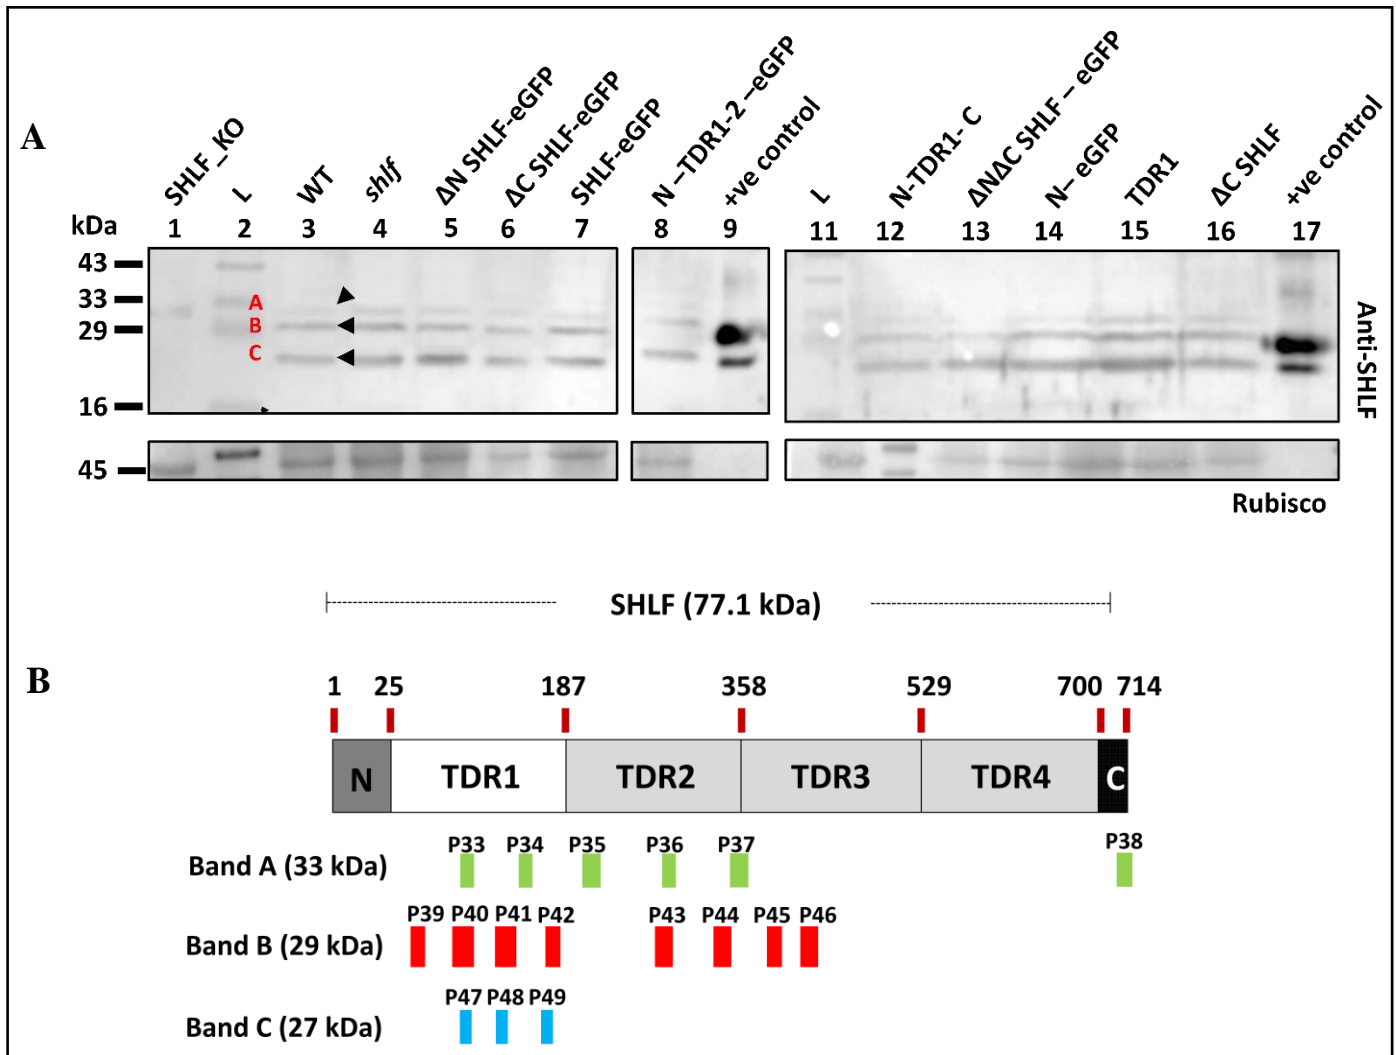 A
SHLF_KO
L
WT
shlf
ΔN SHLF-eGFP
ΔC SHLF-eGFP
SHLF-eGFP
N –TDR1-2 –eGFP
+ve control
L
N-TDR1- C
ΔNΔC SHLF – eGFP
N– eGFP
TDR1
ΔC SHLF
+ve control
kDa 1 2 3 4 5 6 7 8 9 11 12 13 14 15 16 17
43
33 A
29 B
C
16
Anti-SHLF
45
Rubisco
SHLF (77.1 kDa)
B
1 25 187 358 529 700 714
N TDR1 TDR2 TDR3 TDR4 C
Band A (33 kDa) P33 P34 P35 P36 P37 P38
Band B (29 kDa) P39 P40 P41 P42 P43 P44 P45 P46
Band C (27 kDa) P47 P48 P49